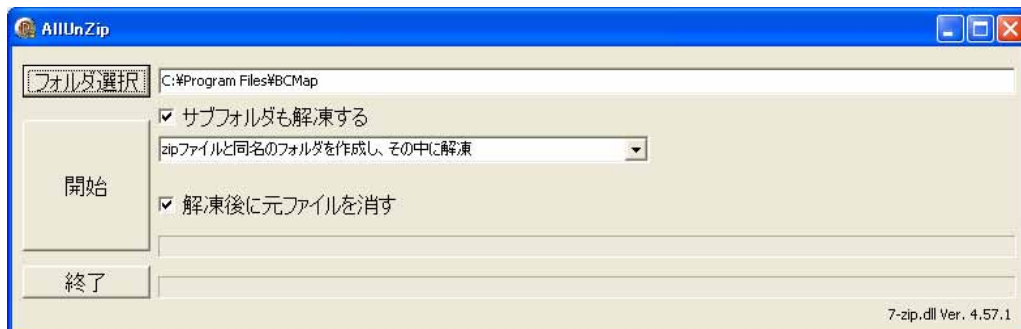 AllUnZip
フォルダ選択 C:¥Program Files¥BCMap
サブフォルダも解凍する
zipファイルと同名のフォルダを作成し、その中に解凍
開始
解凍後に元ファイルを消す
終了
7-zip.dll Ver. 4.57.1